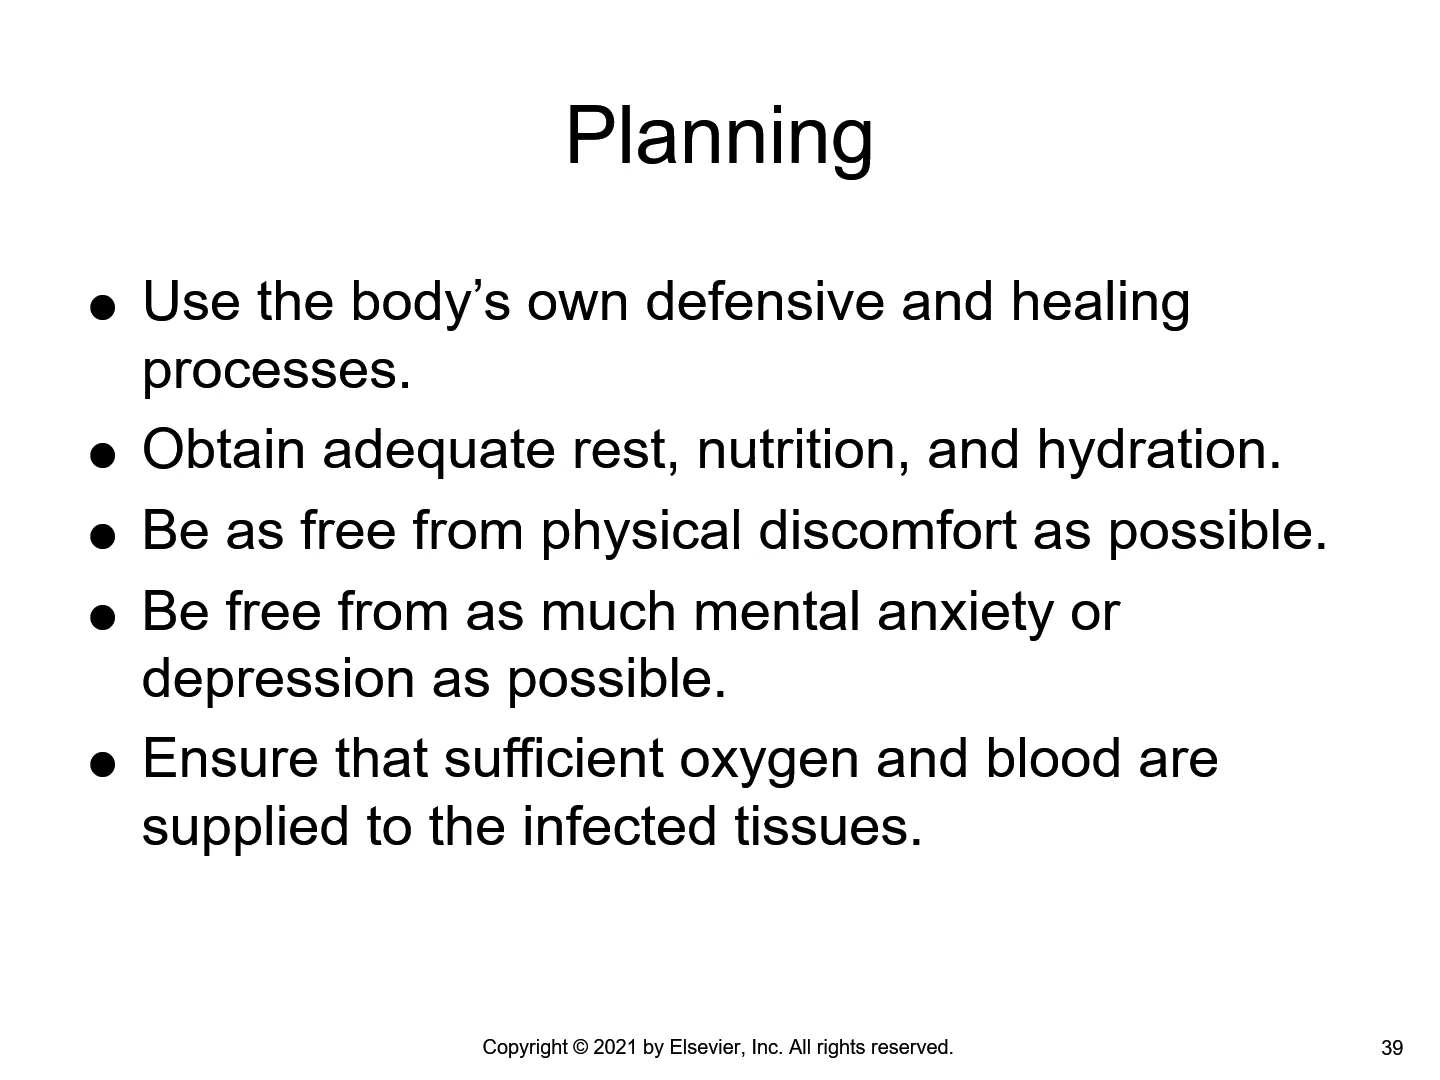 Planning
● Use the body’s own defensive and healing
processes.
● Obtain adequate rest, nutrition, and hydration.
● Be as free from physical discomfort as possible.
● Be free from as much mental anxiety or
depression as possible.
● Ensure that sufficient oxygen and blood are
supplied to the infected tissues.
Copyright © 2021 by Elsevier, Inc. All rights reserved.
39